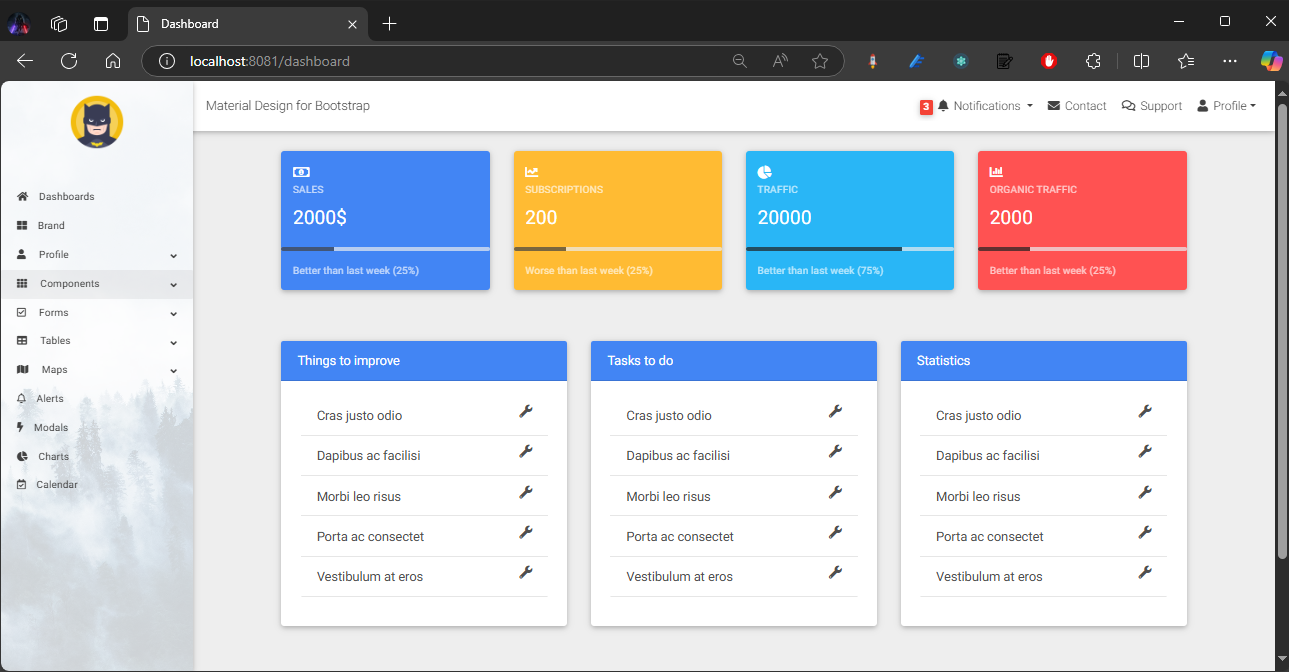 Dashboard
localhost:8081/dashboard
Material Design for Bootstrap
3 Notifications Contact Support Profile
Dashboards
Brand
Profile
Components
Forms
Tables
Maps
Alerts
Modals
Charts
Calendar
SALES
2000$
Better than last week (25%)
SUBSCRIPTIONS
200
Worse than last week (25%)
TRAFFIC
20000
Better than last week (75%)
ORGANIC TRAFFIC
2000
Better than last week (25%)
Things to improve
Cras justo odio
Dapibus ac facilisi
Morbi leo risus
Porta ac consectet
Vestibulum at eros
Tasks to do
Cras justo odio
Dapibus ac facilisi
Morbi leo risus
Porta ac consectet
Vestibulum at eros
Statistics
Cras justo odio
Dapibus ac facilisi
Morbi leo risus
Porta ac consectet
Vestibulum at eros